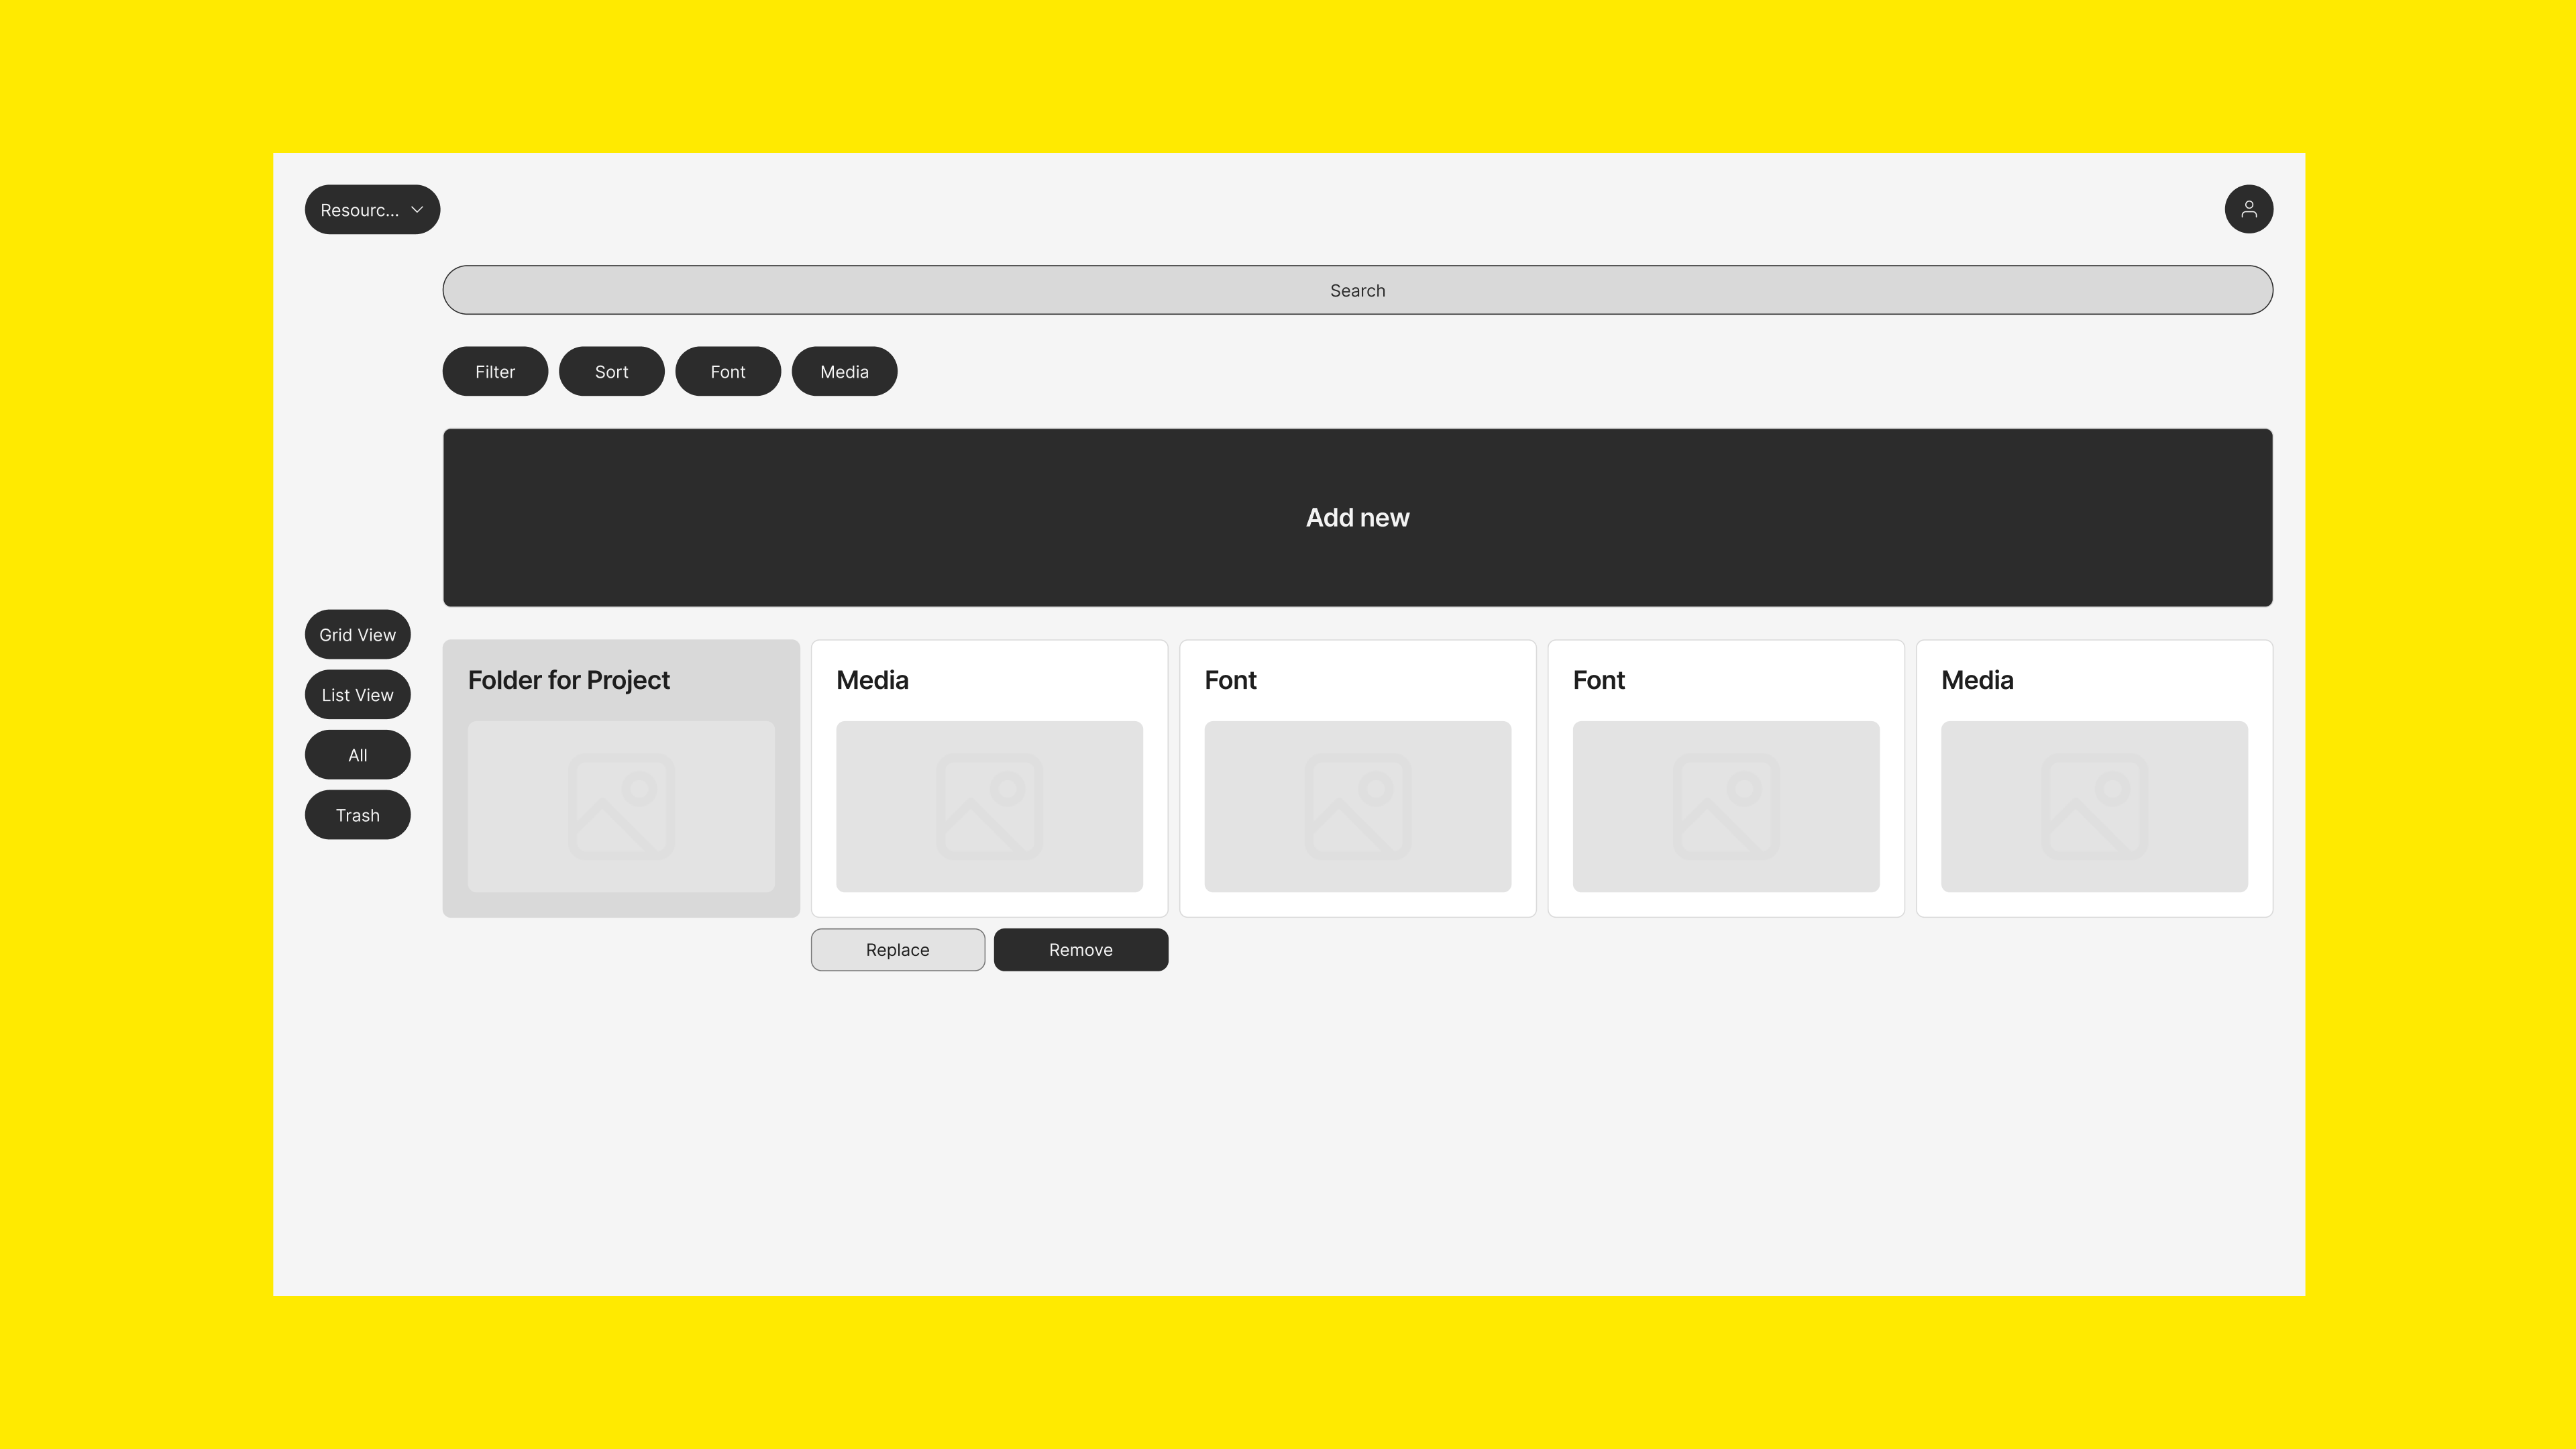 Resourc...
Search
Filter
Sort
Font
Media
Add new
Grid View
List View
All
Trash
Folder for Project
Media
Font
Font
Media
Replace
Remove